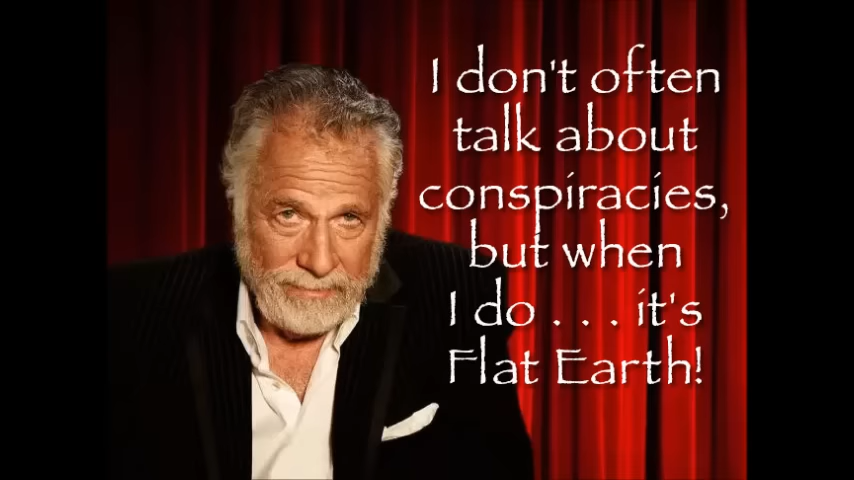 I don't often
talk about
conspiracies,
but when
I do . . . it's
Flat Earth!